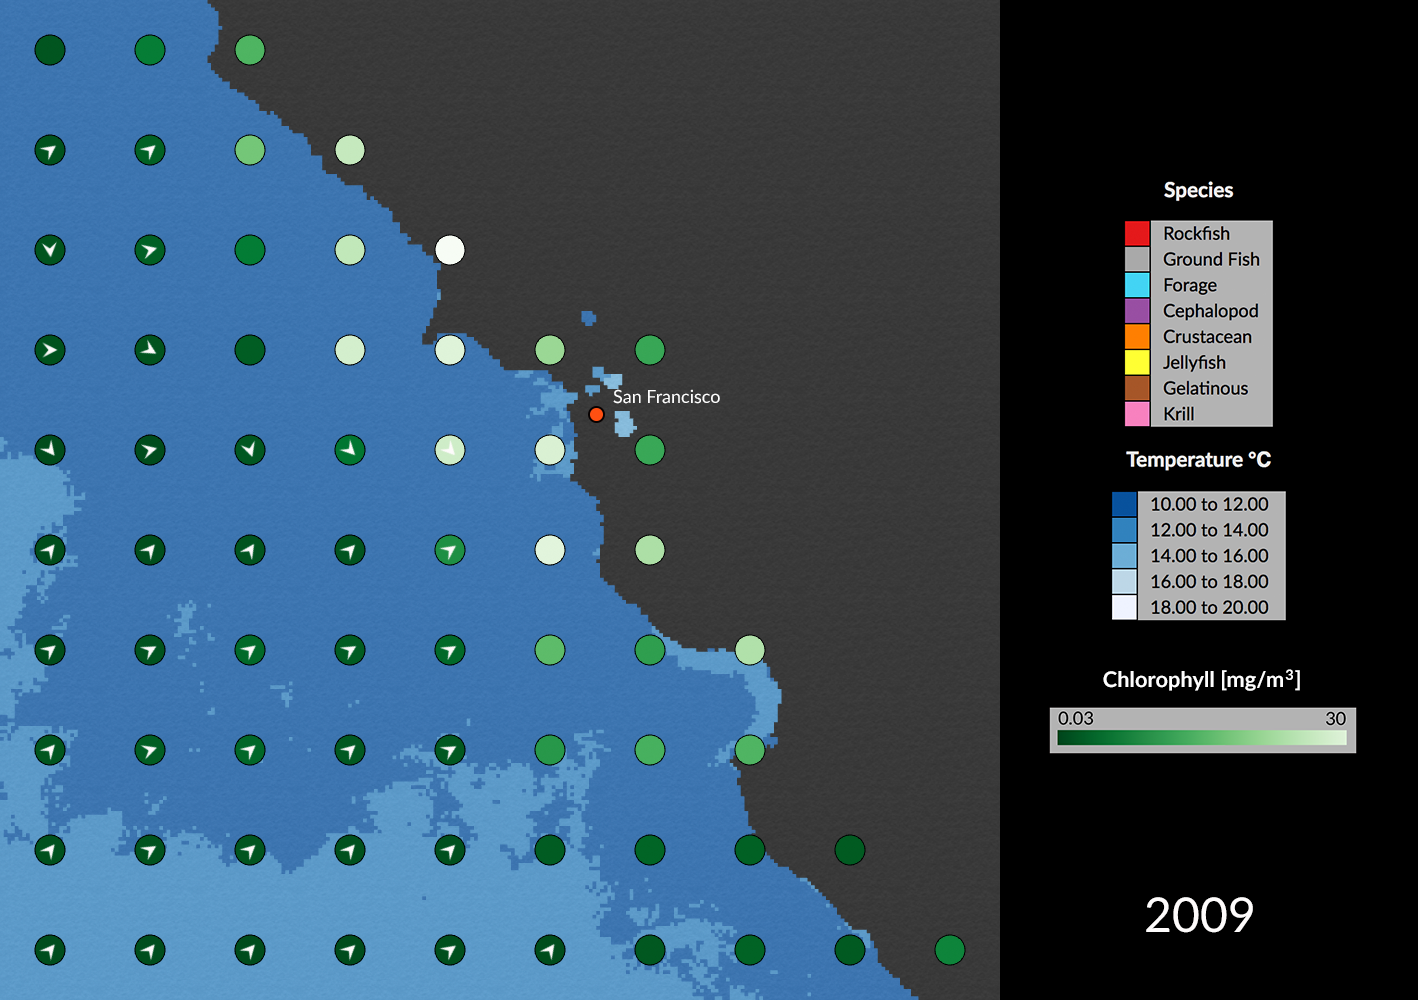 San Francisco
Species
Rockfish
Ground Fish
Forage
Cephalopod
Crustacean
Jellyfish
Gelatinous
Krill
Temperature °C
10.00 to 12.00
12.00 to 14.00
14.00 to 16.00
16.00 to 18.00
18.00 to 20.00
Chlorophyll [mg/m³]
0.03 30
2009